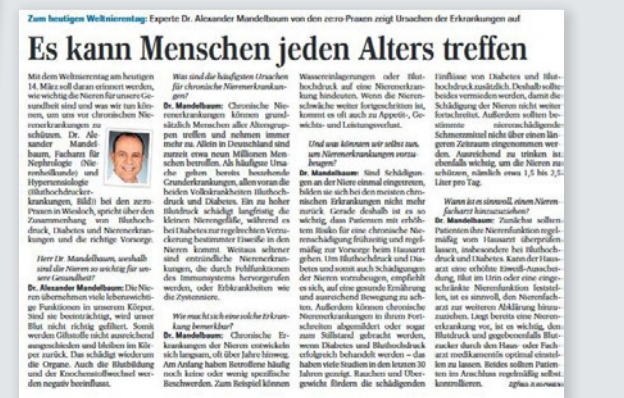 Zum heutigen Weltnierentag: Experte Dr. Alexander Mandelbaum von den ze:ro-Praxen zeigt Ursachen der Erkrankungen auf
Es kann Menschen jeden Alters treffen
Mit dem Weltnierentag am heutigen
14. März soll daran erinnert werden,
wie wichtig die Nieren für unsere Ge-
sundheit sind und was wir tun kön-
nen, um uns vor chronischen Nie-
renerkrankungen zu
schützen. Dr. Ale-
xander Mandel-
baum, Facharzt für
Nephrologie (Nie-
renheilkunde) und
Hypertensiologie
(Bluthochdrucker-
krankungen, Bild) bei den ze:ro-
Praxen in Wiesloch, spricht über den
Zusammenhang von Bluthoch-
druck, Diabetes und Nierenerkran-
kungen und die richtige Vorsorge.
Herr Dr. Mandelbaum, weshalb
sind die Nieren so wichtig für un-
sere Gesundheit?
Dr. Alexander Mandelbaum: Die Nie-
ren übernehmen viele lebenswichti-
ge Funktionen in unserem Körper.
Sind sie beeinträchtigt, wird unser
Blut nicht richtig gefiltert. Somit
werden Giftstoffe nicht ausreichend
ausgeschieden und bleiben im Kör-
per zurück. Das schädigt wiederum
die Organe. Auch die Blutbildung
und der Knochenstoffwechsel wer-
den negativ beeinflusst.
Was sind die häufigsten Ursachen
für chronische Nierenerkrankun-
gen?
Dr. Mandelbaum: Chronische Nie-
renerkrankungen können grund-
sätzlich Menschen aller Altersgrup-
pen treffen und nehmen immer
mehr zu. Allein in Deutschland sind
zurzeit etwa neun Millionen Men-
schen betroffen. Als häufigste Ursa-
che gelten bereits bestehende
Grunderkrankungen, allen voran die
beiden Volkskrankheiten Bluthoch-
druck und Diabetes. Ein zu hoher
Blutdruck schädigt langfristig die
kleinen Nierengefäße, während es
bei Diabetes zur regelrechten Verzu-
ckerung bestimmter Eiweiße in den
Nieren kommt. Weitaus seltener
sind entzündliche Nierenerkran-
kungen, die durch Fehlfunktionen
des Immunsystems hervorgerufen
werden, oder Erbkrankheiten wie
die Zystenniere.
Wie macht sich eine solche Erkran-
kung bemerkbar?
Dr. Mandelbaum: Chronische Er-
krankungen der Nieren entwickeln
sich langsam, oft über Jahre hinweg.
Am Anfang haben Betroffene häufig
noch keine oder wenig spezifische
Beschwerden. Zum Beispiel können
Wassereinlagerungen oder Blut-
hochdruck auf eine Nierenerkran-
kung hindeuten. Wenn die Nieren-
schwäche weiter fortgeschritten ist,
kommt es oft auch zu Appetit-, Ge-
wichts- und Leistungsverlust.
Und was können wir selbst tun,
um Nierenerkrankungen vorzu-
beugen?
Dr. Mandelbaum: Sind Schädigun-
gen an der Niere einmal eingetreten,
bilden sie sich bei den meisten chro-
nischen Erkrankungen nicht mehr
zurück. Gerade deshalb ist es so
wichtig, dass Patienten mit erhöh-
tem Risiko für eine chronische Nie-
renschädigung frühzeitig und regel-
mäßig zur Vorsorge beim Hausarzt
gehen. Um Bluthochdruck und Dia-
betes und somit auch Schädigungen
der Nieren vorzubeugen, empfiehlt
es sich, auf eine gesunde Ernährung
und ausreichend Bewegung zu ach-
ten. Außerdem können chronische
Nierenerkrankungen in ihrem Fort-
schreiten abgemildert oder sogar
zum Stillstand gebracht werden,
wenn Diabetes und Bluthochdruck
erfolgreich behandelt werden – das
haben viele Studien in den letzten 30
Jahren gezeigt. Rauchen und Über-
gewicht fördern die schädigenden
Einflüsse von Diabetes und Blut-
hochdruck zusätzlich. Deshalb sollte
beides vermieden werden, damit die
Schädigung der Nieren nicht weiter
fortschreitet. Außerdem sollten be-
stimmte nierenschädigende
Schmerzmittel nicht über einen län-
geren Zeitraum eingenommen wer-
den. Ausreichend zu trinken ist
ebenfalls wichtig, um die Nieren zu
schützen, nämlich etwa 1,5 bis 2,5
Liter pro Tag.
Wann ist es sinnvoll, einen Nieren-
facharzt hinzuzuziehen?
Dr. Mandelbaum: Zunächst sollten
Patienten ihre Nierenfunktion regel-
mäßig vom Hausarzt überprüfen
lassen, insbesondere bei Bluthoch-
druck und Diabetes. Kann der Haus-
arzt eine erhöhte Eiweiß-Ausschei-
dung, Blut im Urin oder eine einge-
schränkte Nierenfunktion feststel-
len, ist es sinnvoll, den Nierenfach-
arzt zur weiteren Abklärung hinzu-
zuziehen. Liegt bereits eine Nieren-
erkrankung vor, ist es wichtig, den
Blutdruck und gegebenenfalls Blut-
zucker durch den Haus- oder Fach-
arzt medikamentös optimal einstel-
len zu lassen. Beides sollten Patien-
ten im Anschluss regelmäßig selbst
kontrollieren.